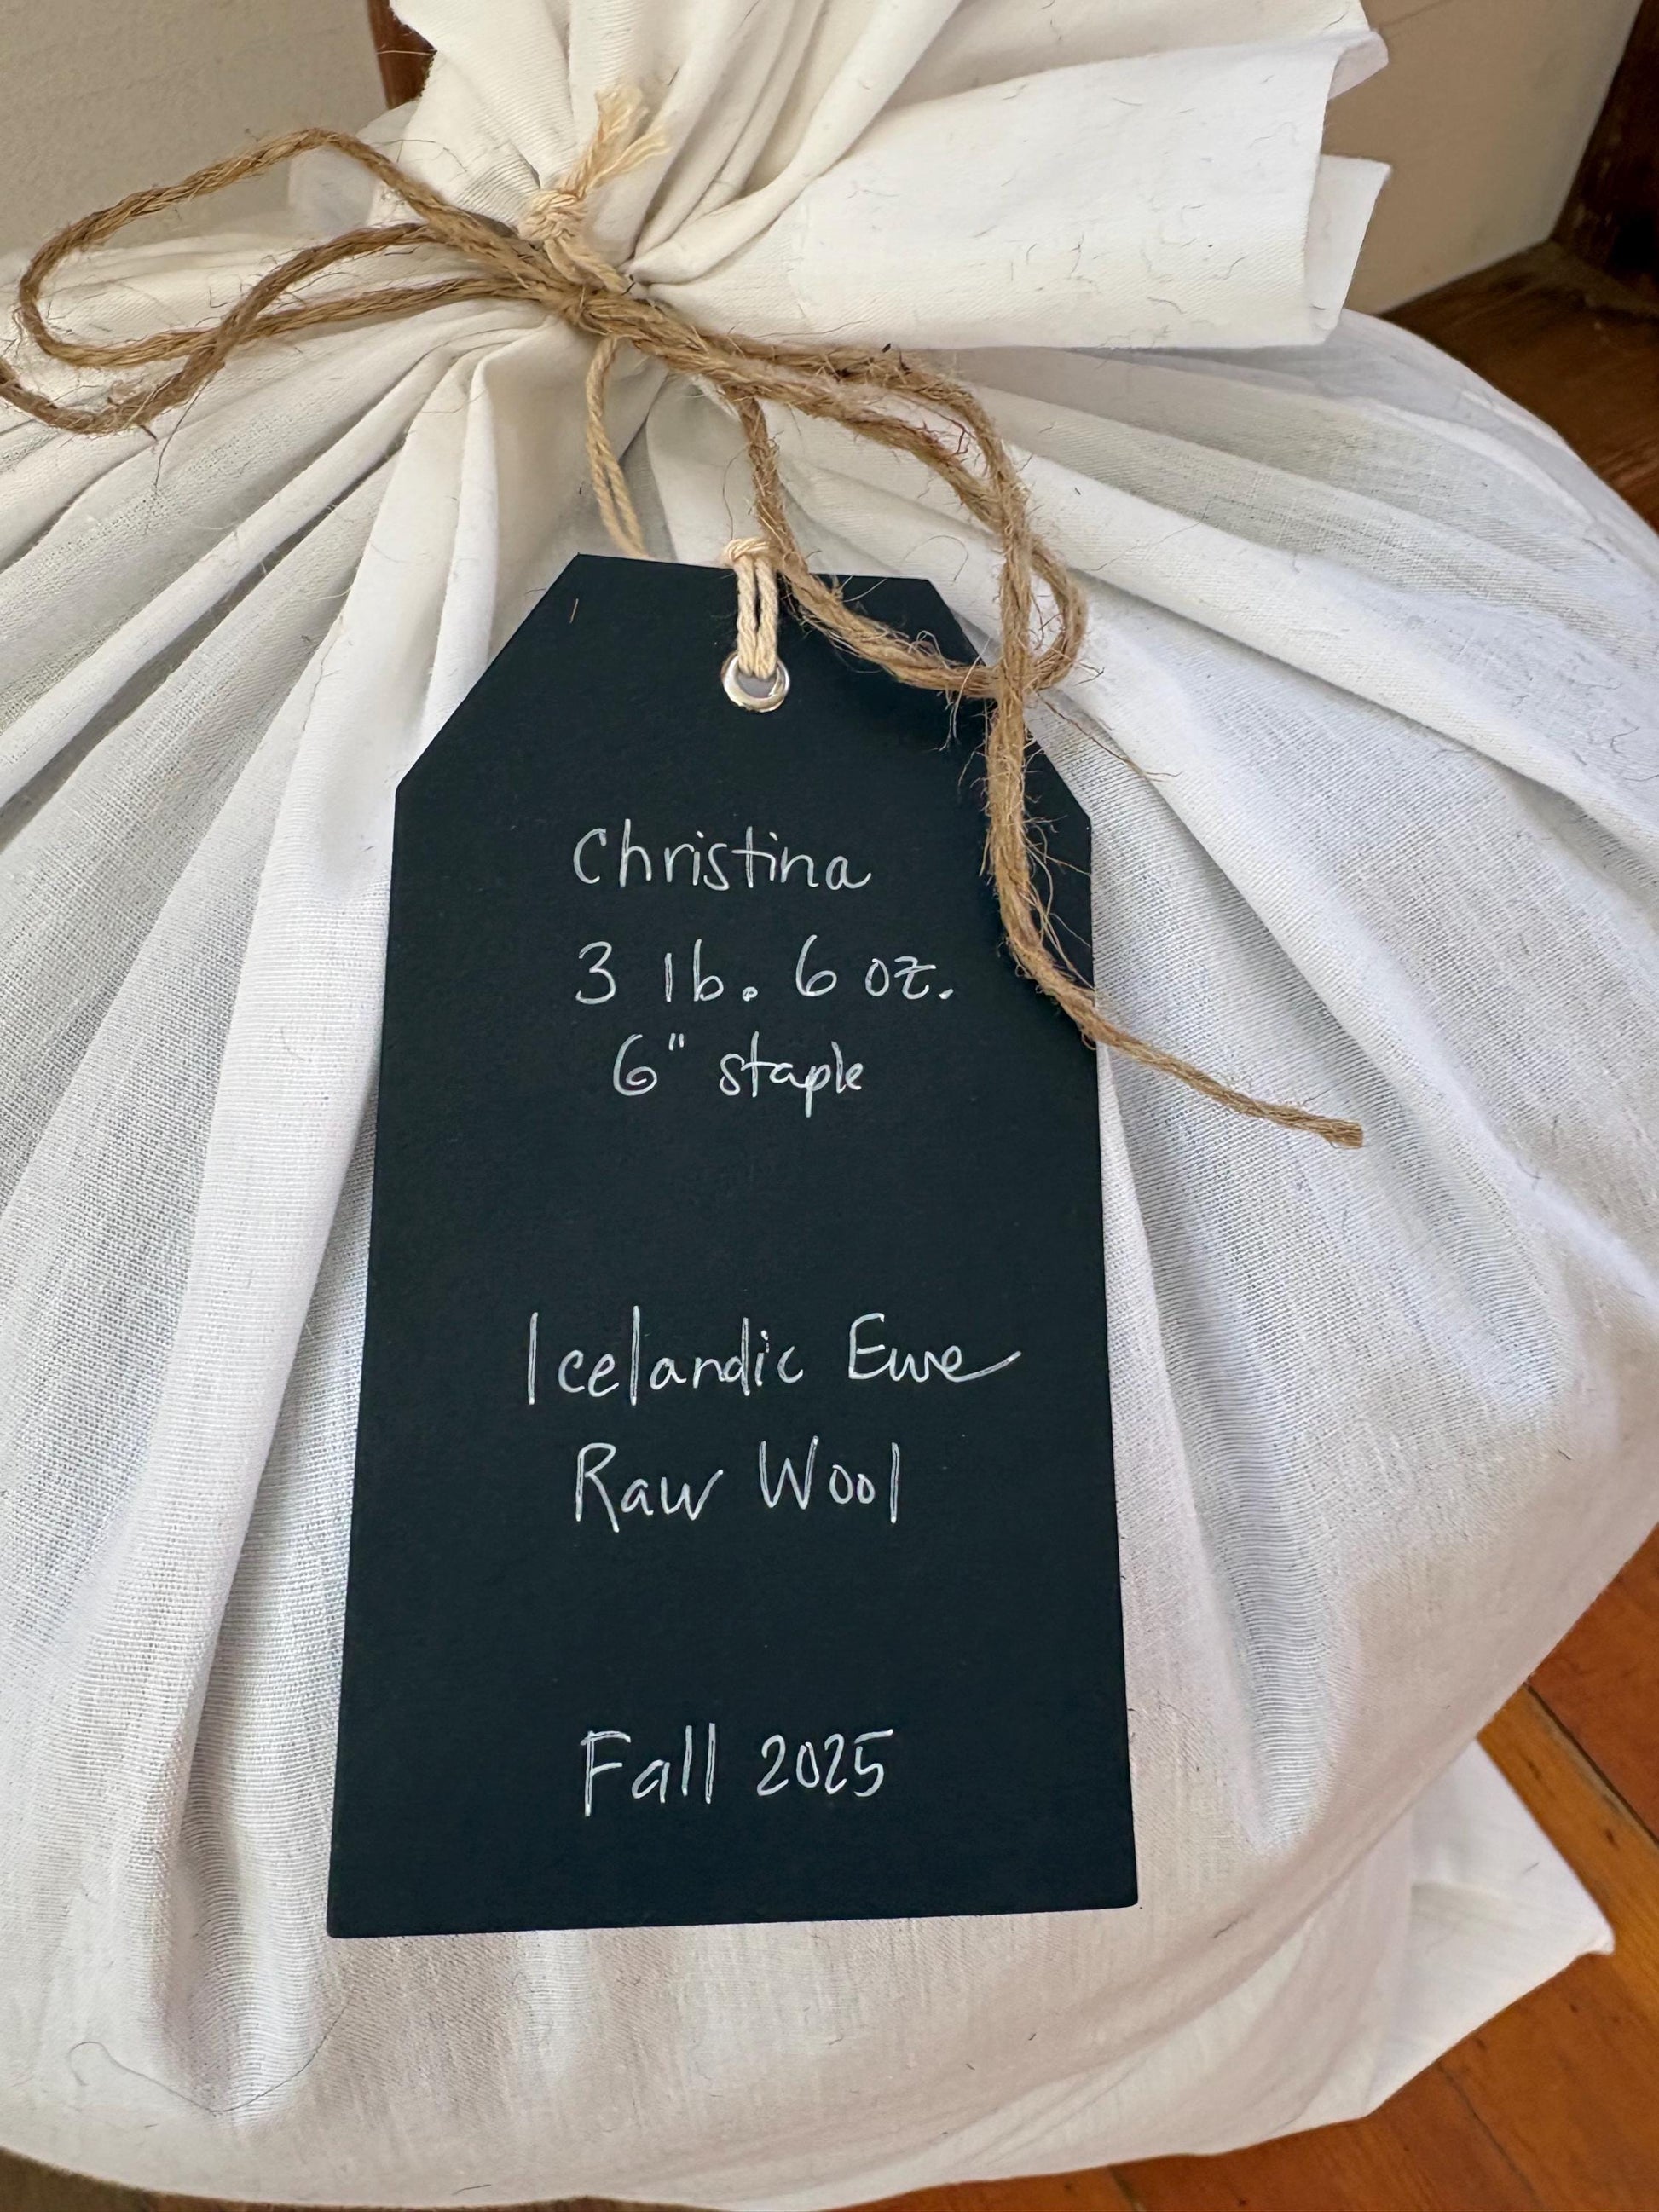 Christina
3 lb. 6 oz.
6" staple
Icelandic Ewe
Raw Wool
Fall 2025